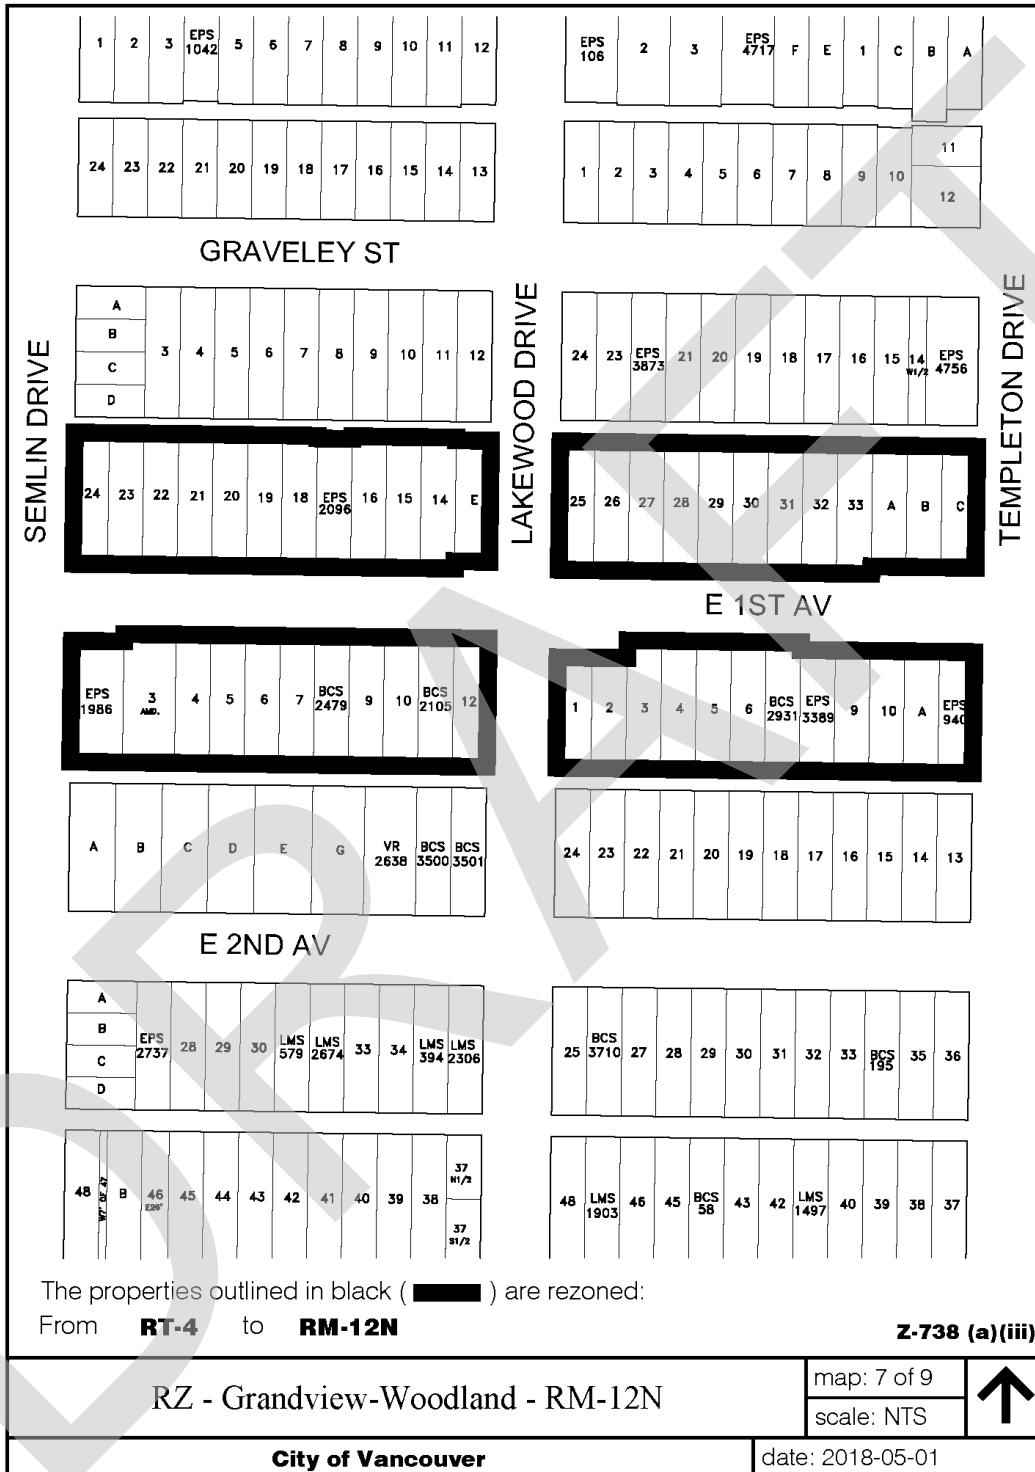 1 2 3 EPS 1042 5 6 7 8 9 10 11 12
EPS 106 2 3 EPS 4717 F E 1 C B A
24 23 22 21 20 19 18 17 16 15 14 13
1 2 3 4 5 6 7 8 9 10 11 12
GRAVELEY ST
SEMLIN DRIVE
LAKEWOOD DRIVE
TEMPLETON DRIVE
A B C D 3 4 5 6 7 8 9 10 11 12
24 23 EPS 3873 21 20 19 18 17 16 15 14 W1/2 EPS 4756
24 23 22 21 20 19 18 EPS 2096 16 15 14 E
25 26 27 28 29 30 31 32 33 A B C
E 1ST AV
EPS 1986 3 AMD. 4 5 6 7 BCS 2479 9 10 BCS 2105 12
1 2 3 4 5 6 BCS 2931 EPS 3389 9 10 A EPS 940
A B C D E G VR 2638 BCS 3500 BCS 3501
24 23 22 21 20 19 18 17 16 15 14 13
E 2ND AV
A B C D EPS 2737 28 29 30 LMS 579 LMS 2674 33 34 LMS 394 LMS 2306
25 BCS 3710 27 28 29 30 31 32 33 BCS 195 35 36
48 W7' OF 47 B 46 E26' 45 44 43 42 41 40 39 38 37 N1/2 37 S1/2
48 LMS 1903 46 45 BCS 58 43 42 LMS 1497 40 39 38 37
DRAFT
The properties outlined in black ( ) are rezoned:
From RT-4 to RM-12N
Z-738 (a)(iii)
RZ - Grandview-Woodland - RM-12N
map: 7 of 9
scale: NTS
City of Vancouver
date: 2018-05-01